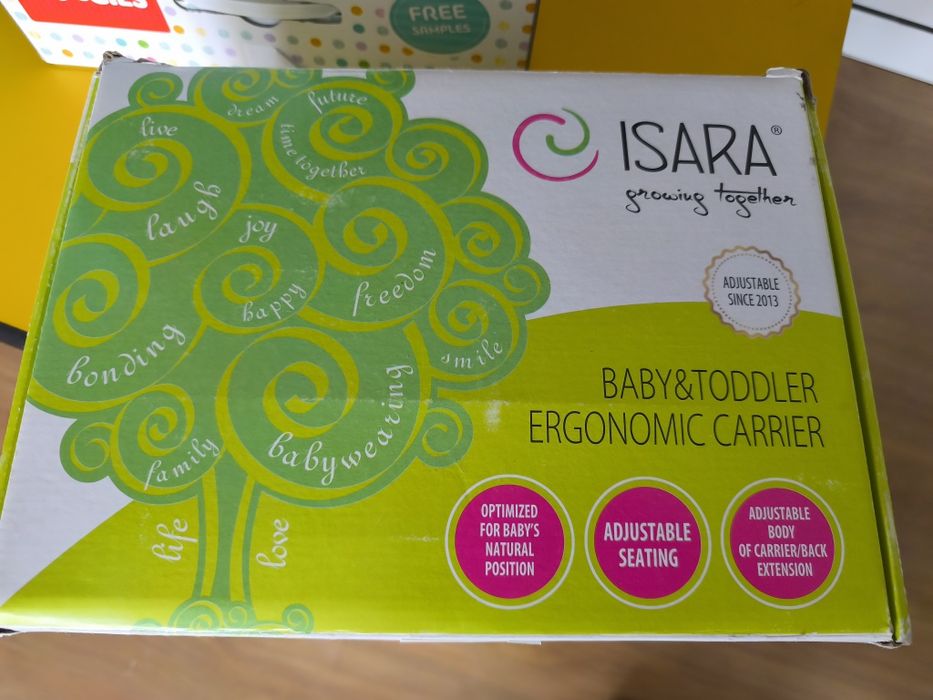 FREE
SAMPLES
dream
future
time together
live
laugh
joy
happy
freedom
bonding
smile
babywearing
family
life
love
ISARA®
growing together
ADJUSTABLE
SINCE 2013
BABY&TODDLER
ERGONOMIC CARRIER
OPTIMIZED
FOR BABY'S
NATURAL
POSITION
ADJUSTABLE
SEATING
ADJUSTABLE
BODY
OF CARRIER/BACK
EXTENSION